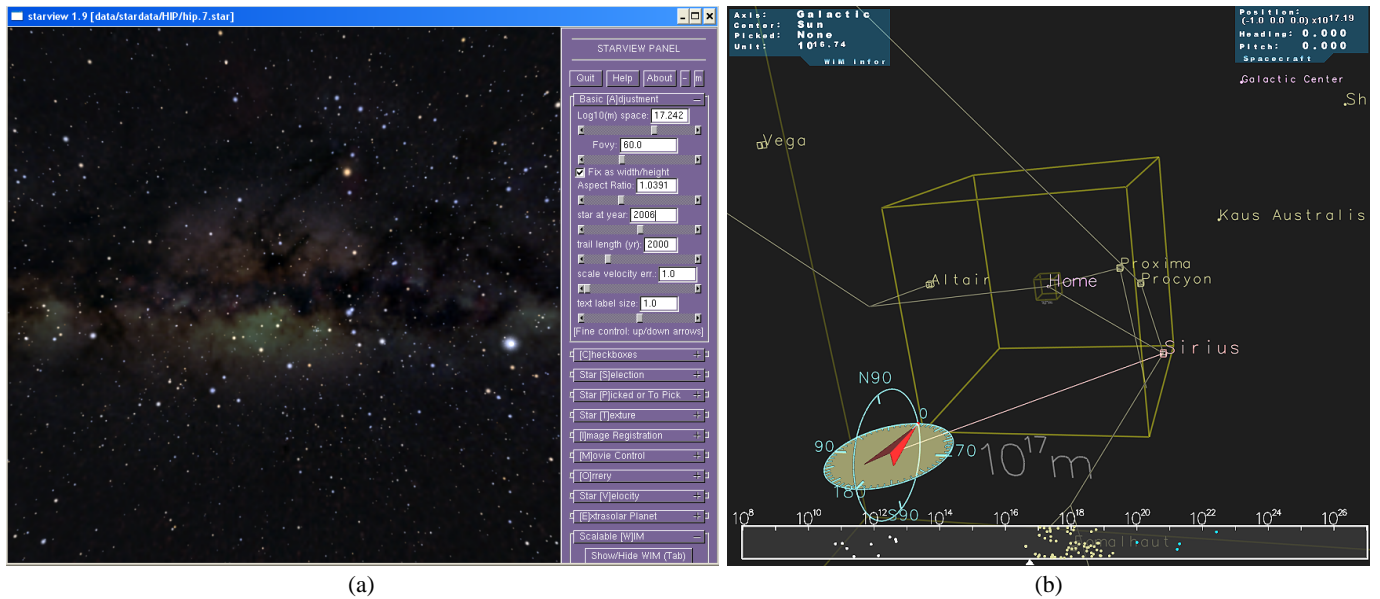 starview 1.9 [data/stardata/HIP/hip.7.star]
STARVIEW PANEL
Quit Help About - m
Basic [A]djustment
Log10(m) space: 17.242
Fovy: 60.0
Fix as width/height
Aspect Ratio: 1.0391
star at year: 2006
trail length (yr): 2000
scale velocity err.: 1.0
text label size: 1.0
[Fine control: up/down arrows]
[C]heckboxes
Star [S]election
Star [P]icked or To Pick
Star [T]exture
[I]mage Registration
[M]ovie Control
[O]rrery
Star [V]elocity
[E]xtrasolar Planet
Scalable [W]IM
Show/Hide WIM (Tab)
(a)
Axis: Galactic
Center: Sun
Picked: None
Unit: 10^16.74
WIM infor
Position:
(-1.0 0.0 0.0) x10^17.19
Heading: 0.000
Pitch: 0.000
Spacecraft
Galactic Center
Sh
Vega
Kaus Australis
Proxima
Altair
Home
Procyon
Sirius
N90
0
90
270
180
S90
10^17 m
10^8 10^10 10^12 10^14 10^16 10^18 10^20 10^22 10^24 10^26
(b)